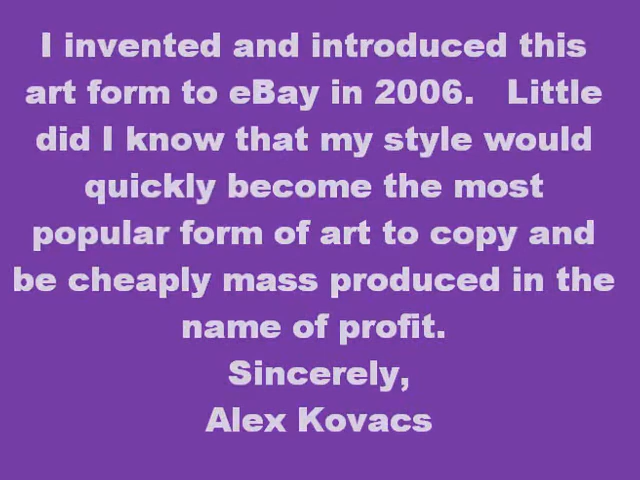 I invented and introduced this
art form to eBay in 2006.   Little
did I know that my style would
quickly become the most
popular form of art to copy and
be cheaply mass produced in the
name of profit.
Sincerely,
Alex Kovacs